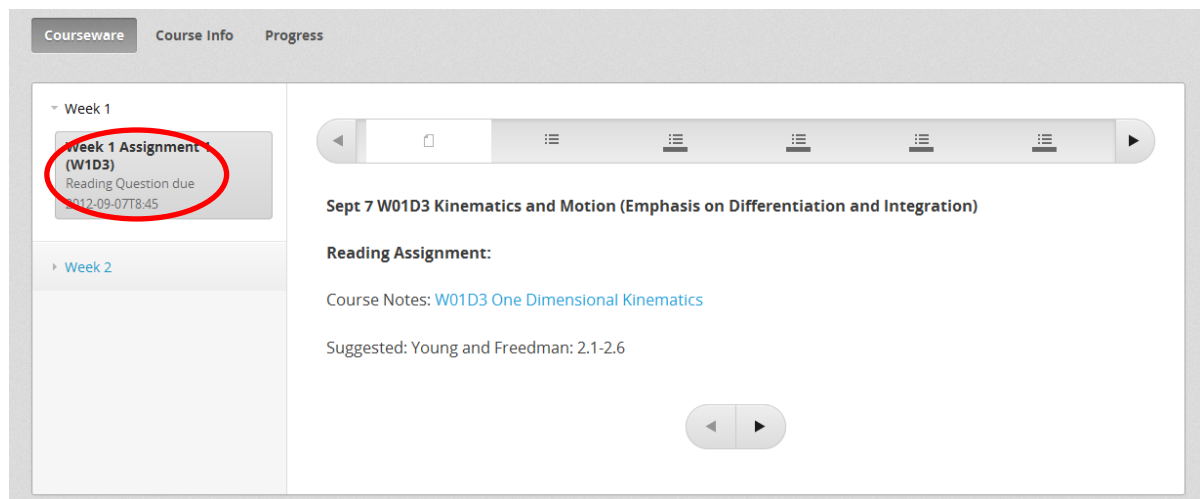 Courseware Course Info Progress
Week 1
Week 1 Assignment 1
(W1D3)
Reading Question due
2012-09-07T8:45
Week 2
Sept 7 W01D3 Kinematics and Motion (Emphasis on Differentiation and Integration)
Reading Assignment:
Course Notes: W01D3 One Dimensional Kinematics
Suggested: Young and Freedman: 2.1-2.6